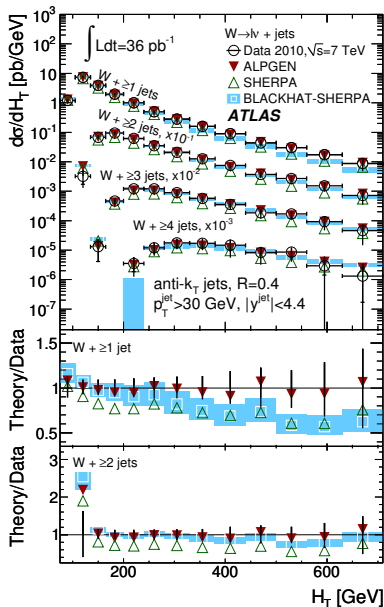 dσ/dH_T [pb/GeV]
10³
10²
10
1
10⁻¹
10⁻²
10⁻³
10⁻⁴
10⁻⁵
10⁻⁶
10⁻⁷
∫Ldt=36 pb⁻¹
W→lν + jets
Data 2010,√s=7 TeV
ALPGEN
SHERPA
BLACKHAT-SHERPA
ATLAS
W + ≥1 jets
W + ≥2 jets, x10⁻¹
W + ≥3 jets, x10⁻²
W + ≥4 jets, x10⁻³
anti-k_T jets, R=0.4
p_T^jet>30 GeV, |y^jet|<4.4
Theory/Data
1.5
1
0.5
W + ≥1 jet
Theory/Data
3
2
1
W + ≥2 jets
200 400 600
H_T [GeV]